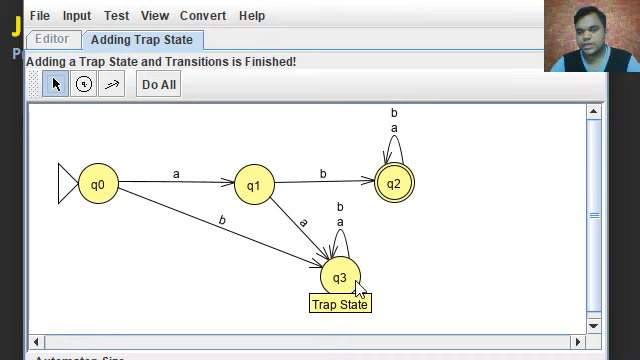 J
P
File Input Test View Convert Help
Editor Adding Trap State
Adding a Trap State and Transitions is Finished!
Do All
b
a
q0 a q1 b q2
b
a
b a
q3
Trap State